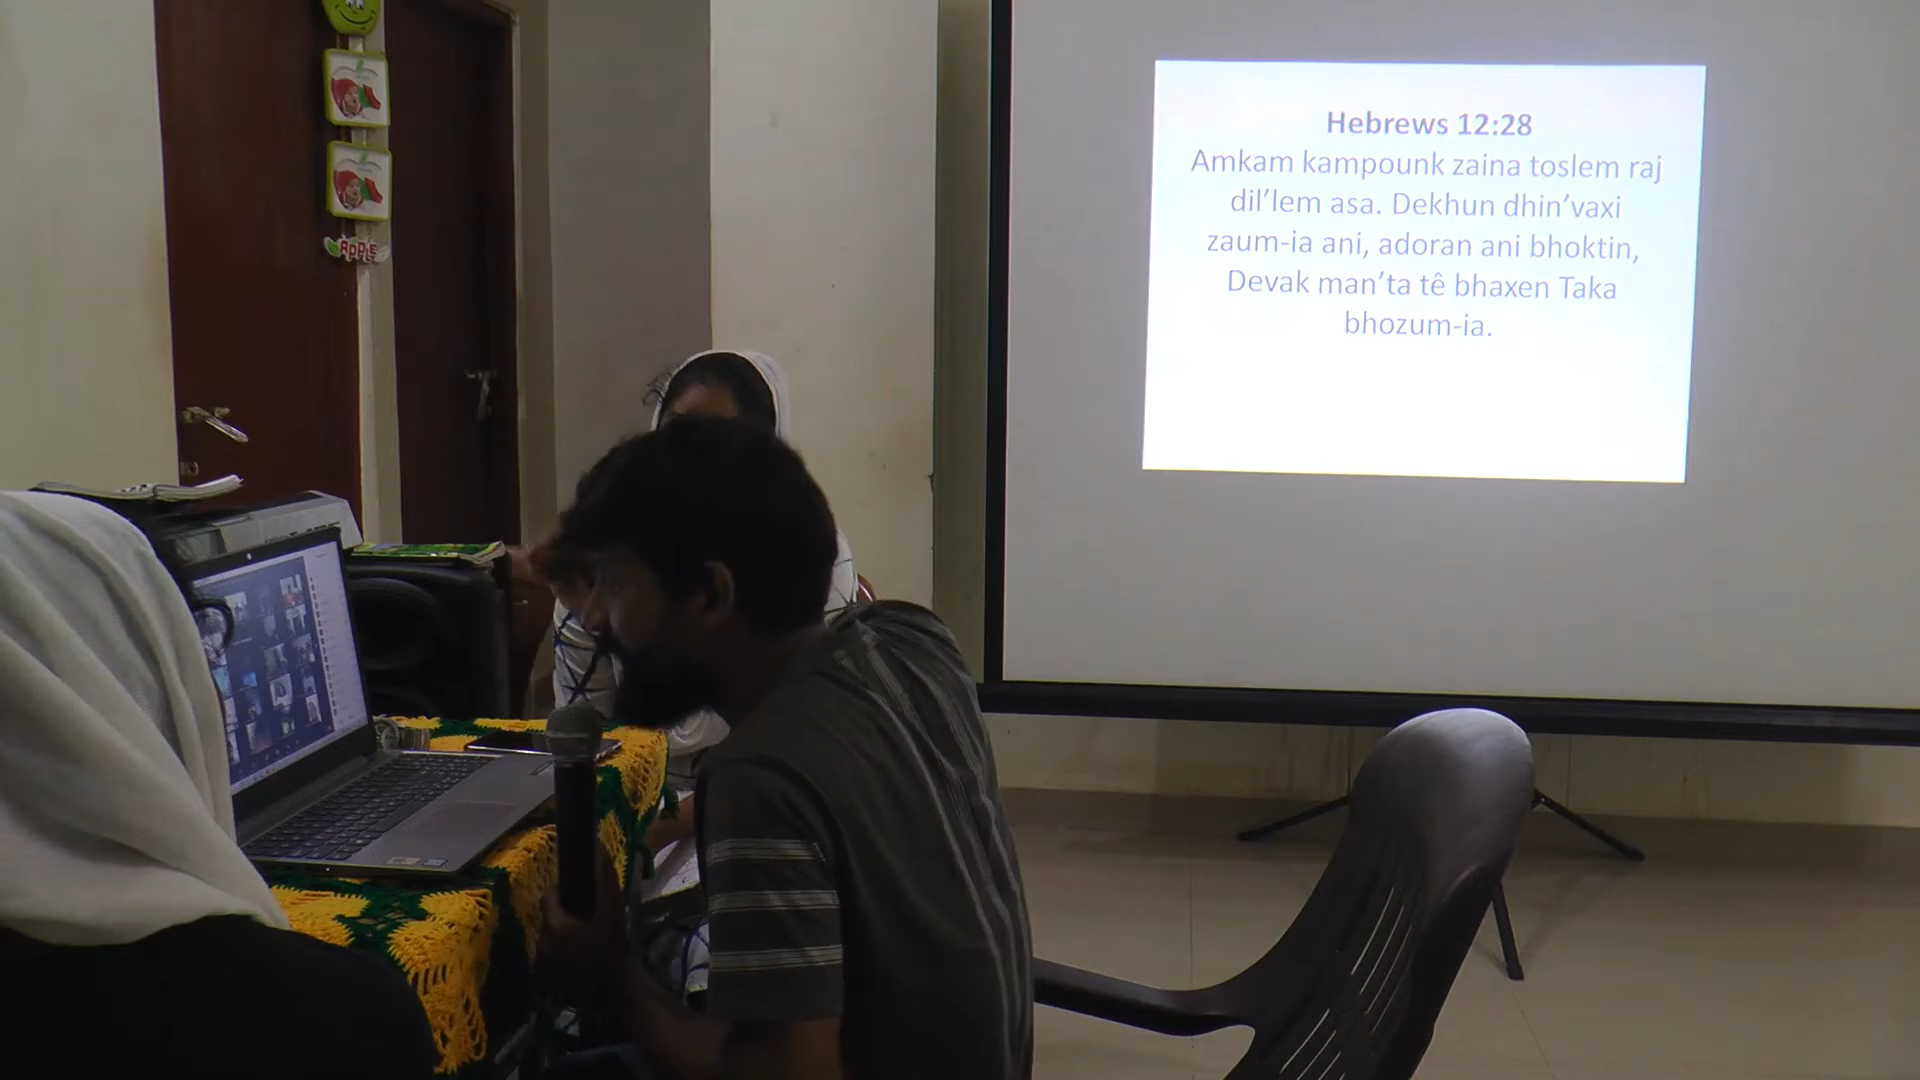 APPLE
Hebrews 12:28
Amkam kampounk zaina toslem raj
dil’lem asa. Dekhun dhin’vaxi
zaum-ia ani, adoran ani bhoktin,
Devak man’ta tê bhaxen Taka
bhozum-ia.